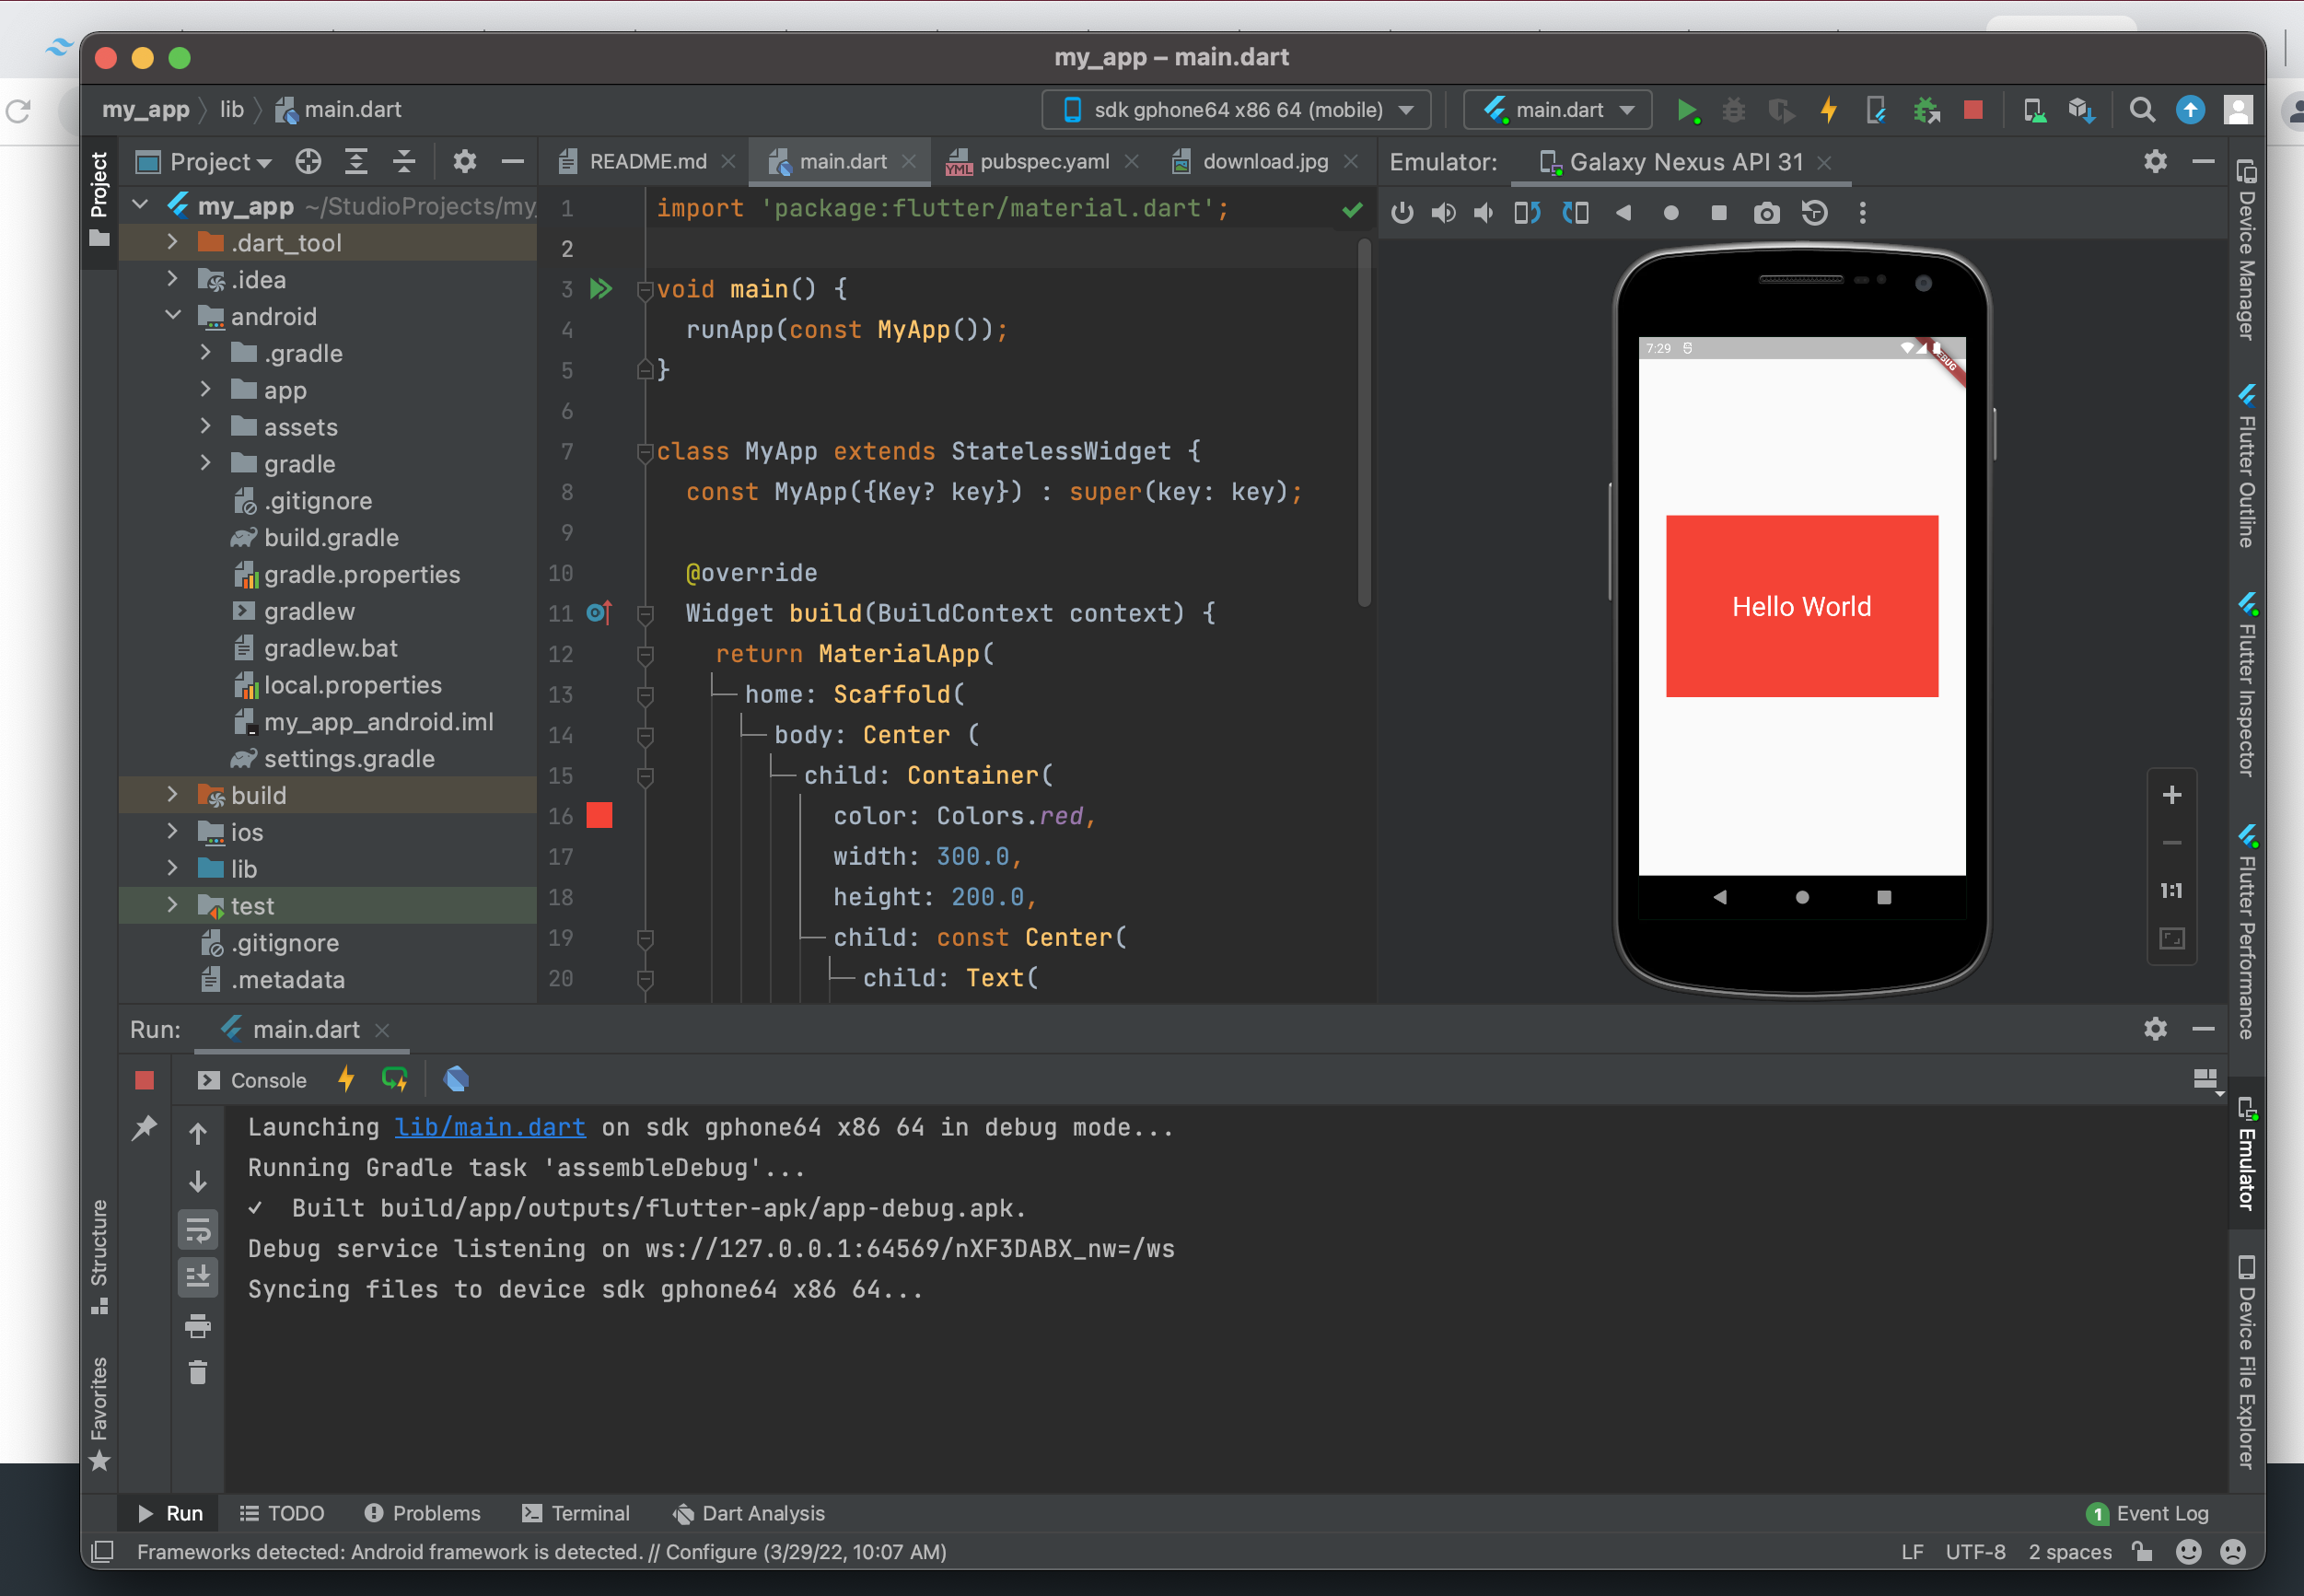 my_app – main.dart
my_app lib main.dart
sdk gphone64 x86 64 (mobile)
main.dart
Project
README.md
main.dart
pubspec.yaml
download.jpg
Emulator: Galaxy Nexus API 31
Project
my_app ~/StudioProjects/my_
.dart_tool
.idea
android
.gradle
app
assets
gradle
.gitignore
build.gradle
gradle.properties
gradlew
gradlew.bat
local.properties
my_app_android.iml
settings.gradle
build
ios
lib
test
.gitignore
.metadata
1 import 'package:flutter/material.dart';
2
3 void main() {
4 runApp(const MyApp());
5 }
6
7 class MyApp extends StatelessWidget {
8 const MyApp({Key? key}) : super(key: key);
9
10 @override
11 Widget build(BuildContext context) {
12 return MaterialApp(
13 home: Scaffold(
14 body: Center (
15 child: Container(
16 color: Colors.red,
17 width: 300.0,
18 height: 200.0,
19 child: const Center(
20 child: Text(
7:29
Hello World
1:1
Device Manager
Flutter Outline
Flutter Inspector
Flutter Performance
Emulator
Device File Explorer
Run: main.dart
Console
Launching lib/main.dart on sdk gphone64 x86 64 in debug mode...
Running Gradle task 'assembleDebug'...
✓ Built build/app/outputs/flutter-apk/app-debug.apk.
Debug service listening on ws://127.0.0.1:64569/nXF3DABX_nw=/ws
Syncing files to device sdk gphone64 x86 64...
Structure
Favorites
Run
TODO
Problems
Terminal
Dart Analysis
1 Event Log
Frameworks detected: Android framework is detected. // Configure (3/29/22, 10:07 AM)
LF UTF-8 2 spaces